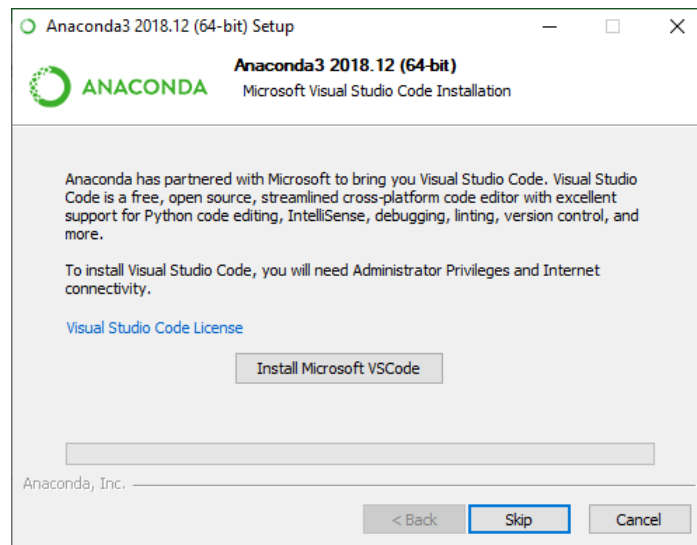 Anaconda3 2018.12 (64-bit) Setup
ANACONDA
Anaconda3 2018.12 (64-bit)
Microsoft Visual Studio Code Installation
Anaconda has partnered with Microsoft to bring you Visual Studio Code. Visual Studio
Code is a free, open source, streamlined cross-platform code editor with excellent
support for Python code editing, IntelliSense, debugging, linting, version control, and
more.
To install Visual Studio Code, you will need Administrator Privileges and Internet
connectivity.
Visual Studio Code License
Install Microsoft VSCode
Anaconda, Inc.
< Back
Skip
Cancel